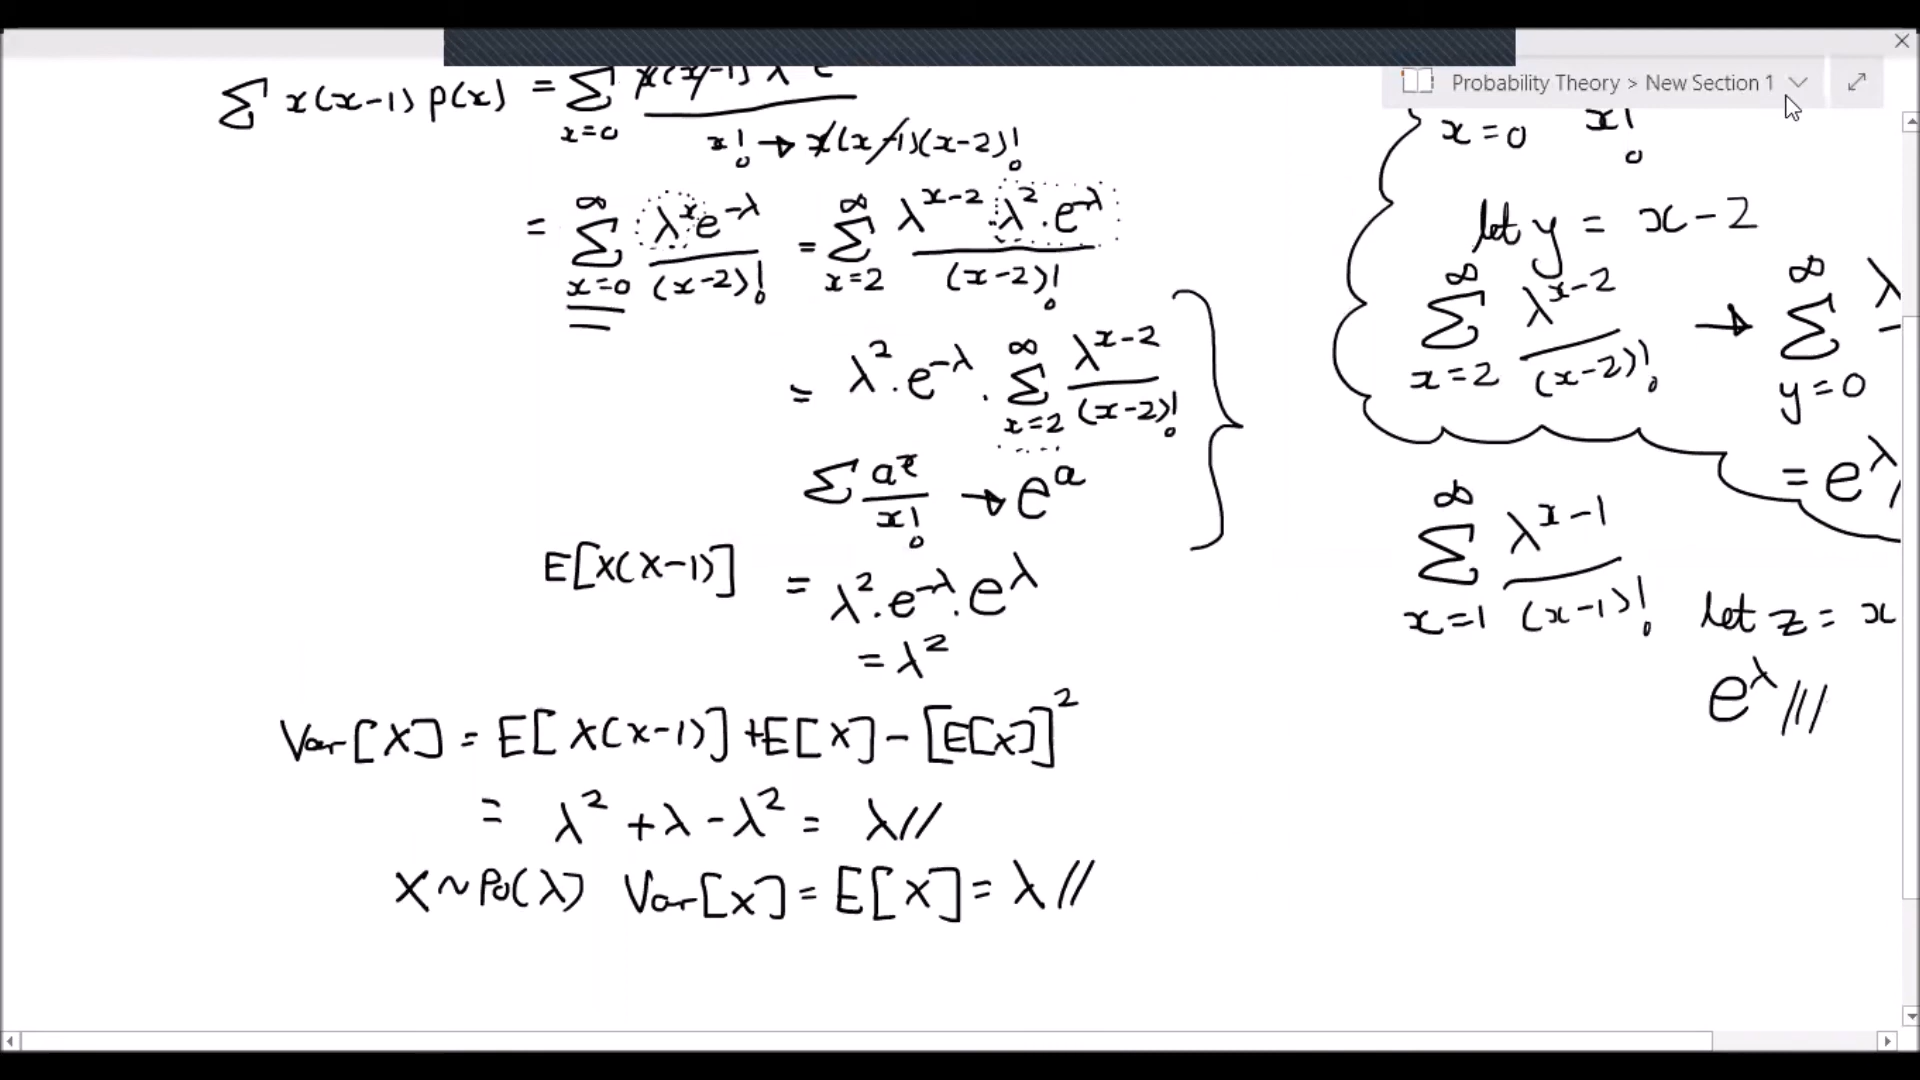 Probability Theory > New Section 1
∑ x(x-1) p(x) = ∑ x=0 x(x-1) λ e
x! → x(x-1)(x-2)!
= ∑ x=0 ∞ λ^x e^-λ / (x-2)! = ∑ x=2 ∞ λ^x-2 λ^2 · e^-λ / (x-2)!
= λ^2 · e^-λ · ∑ x=2 ∞ λ^x-2 / (x-2)!
∑ a^x / x! → e^a
E[X(X-1)] = λ^2 · e^-λ · e^λ
= λ^2
Var[X] = E[X(x-1)] + E[X] - [E[x]]^2
= λ^2 + λ - λ^2 = λ //
X ~ Po(λ) Var[x] = E[X] = λ //
x=0 x!
let y = x-2
∑ x=2 ∞ λ^x-2 / (x-2)! → ∑ y=0 ∞ λ
= e^λ
∑ x=1 ∞ λ^x-1 / (x-1)! let z = x
e^λ ///